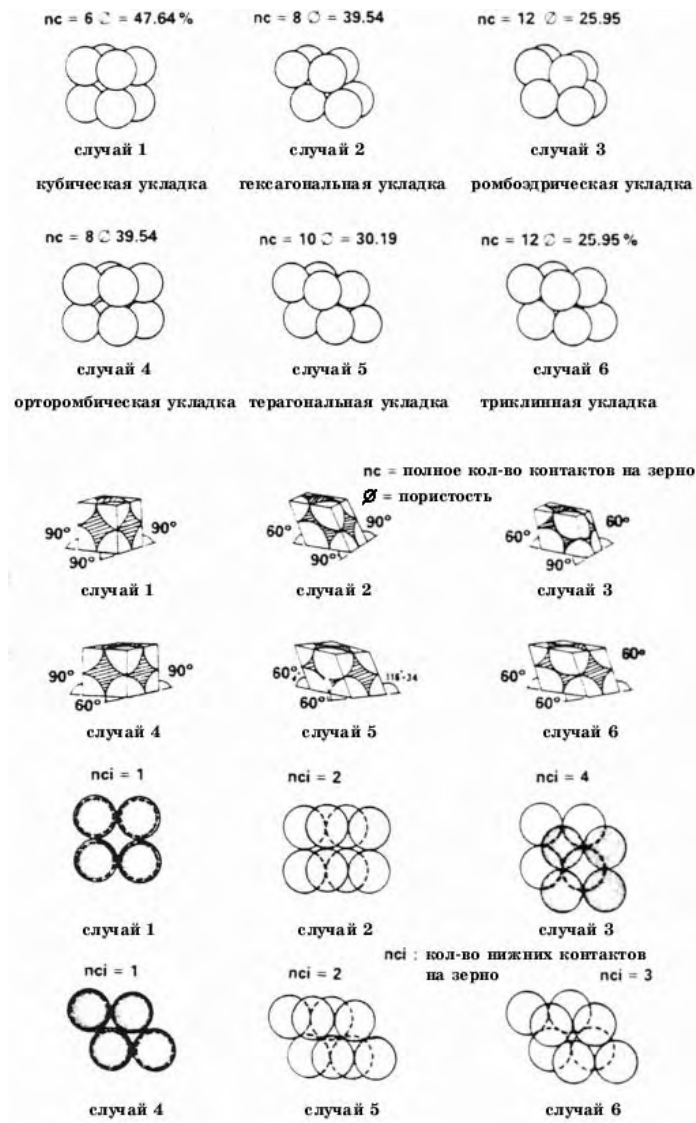 nc = 6 ∅ = 47.64 % nc = 8 ∅ = 39.54 nc = 12 ∅ = 25.95
случай 1 случай 2 случай 3
кубическая укладка гексагональная укладка ромбоэдрическая укладка
nc = 8 ∅ 39.54 nc = 10 ∅ = 30.19 nc = 12 ∅ = 25.95 %
случай 4 случай 5 случай 6
орторомбическая укладка терагональная укладка триклинная укладка
nc = полное кол-во контактов на зерно
Ø = пористость
90° 90° 90° 60° 90° 90° 60° 60° 90°
случай 1 случай 2 случай 3
90° 90° 60° 60° 60° 60° 60° 60°
случай 4 случай 5 случай 6
nci = 1 nci = 2 nci = 4
случай 1 случай 2 случай 3
nci : кол-во нижних контактов
на зерно
nci = 1 nci = 2 nci = 3
случай 4 случай 5 случай 6